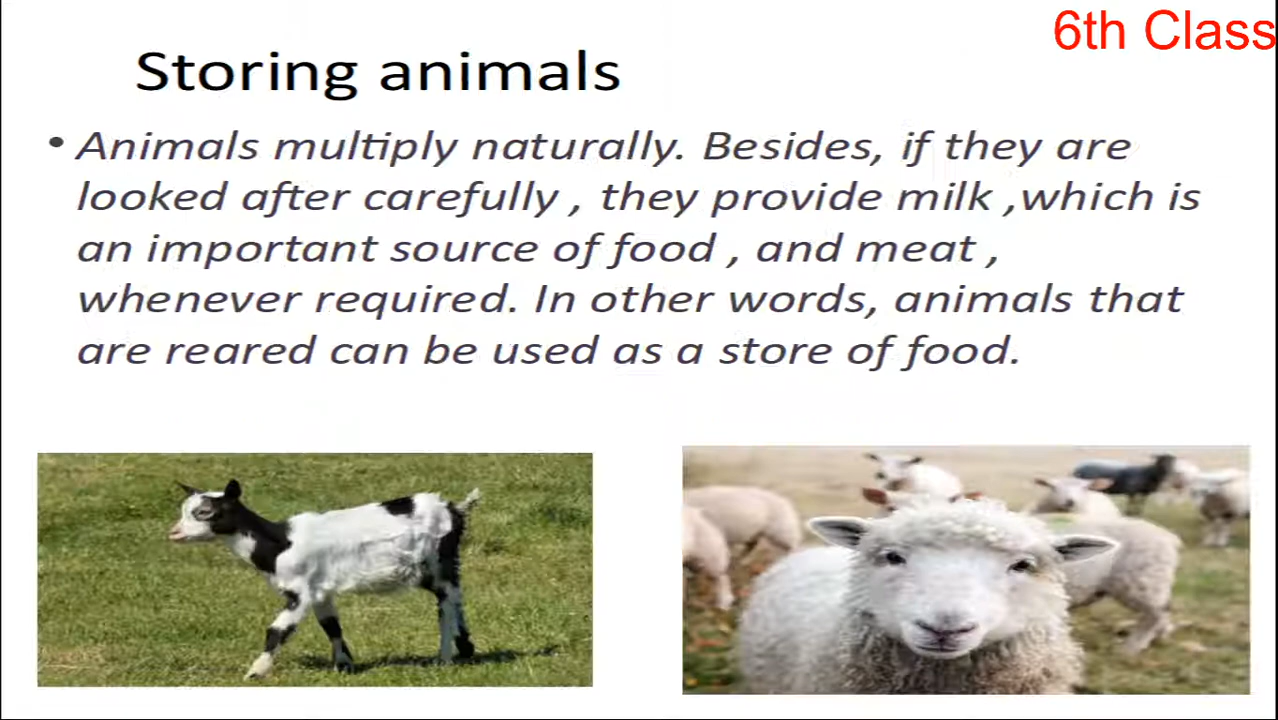 6th Class
Storing animals
• Animals multiply naturally. Besides, if they are
looked after carefully , they provide milk ,which is
an important source of food , and meat ,
whenever required. In other words, animals that
are reared can be used as a store of food.